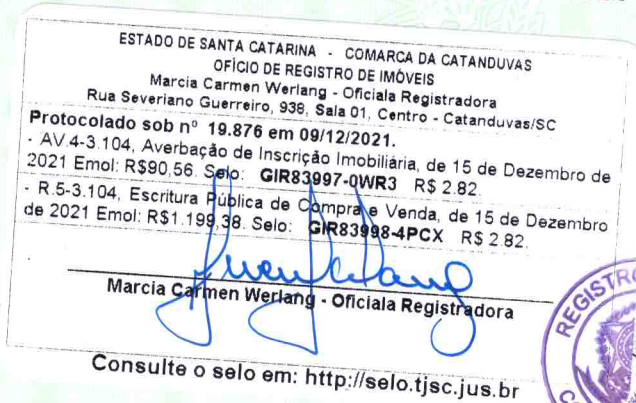 ESTADO DE SANTA CATARINA - COMARCA DA CATANDUVAS
OFÍCIO DE REGISTRO DE IMÓVEIS
Marcia Carmen Werlang - Oficiala Registradora
Rua Severiano Guerreiro, 938, Sala 01, Centro - Catanduvas/SC
Protocolado sob nº 19.876 em 09/12/2021.
- AV.4-3.104, Averbação de Inscrição Imobiliária, de 15 de Dezembro de
2021 Emol: R$90,56. Selo: GIR83997-0WR3 R$ 2.82.
- R.5-3.104, Escritura Pública de Compra e Venda, de 15 de Dezembro
de 2021 Emol: R$1.199,38. Selo: GIR83998-4PCX R$ 2.82.
Marcia Carmen Werlang - Oficiala Registradora
Consulte o selo em: http://selo.tjsc.jus.br